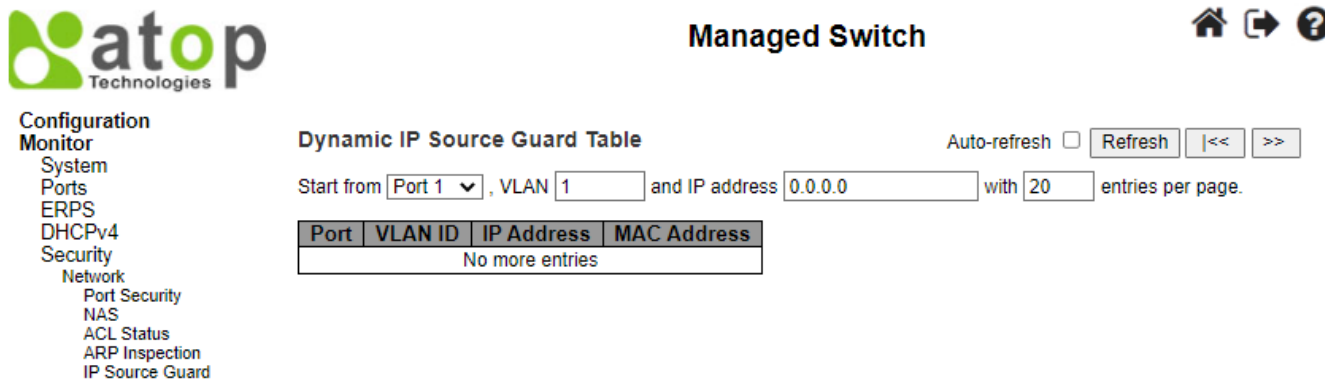 atop
Technologies
Managed Switch
Configuration
Monitor
System
Ports
ERPS
DHCPv4
Security
Network
Port Security
NAS
ACL Status
ARP Inspection
IP Source Guard
Dynamic IP Source Guard Table
Auto-refresh Refresh |<< >>
Start from Port 1 , VLAN 1 and IP address 0.0.0.0 with 20 entries per page.
Port VLAN ID IP Address MAC Address
No more entries